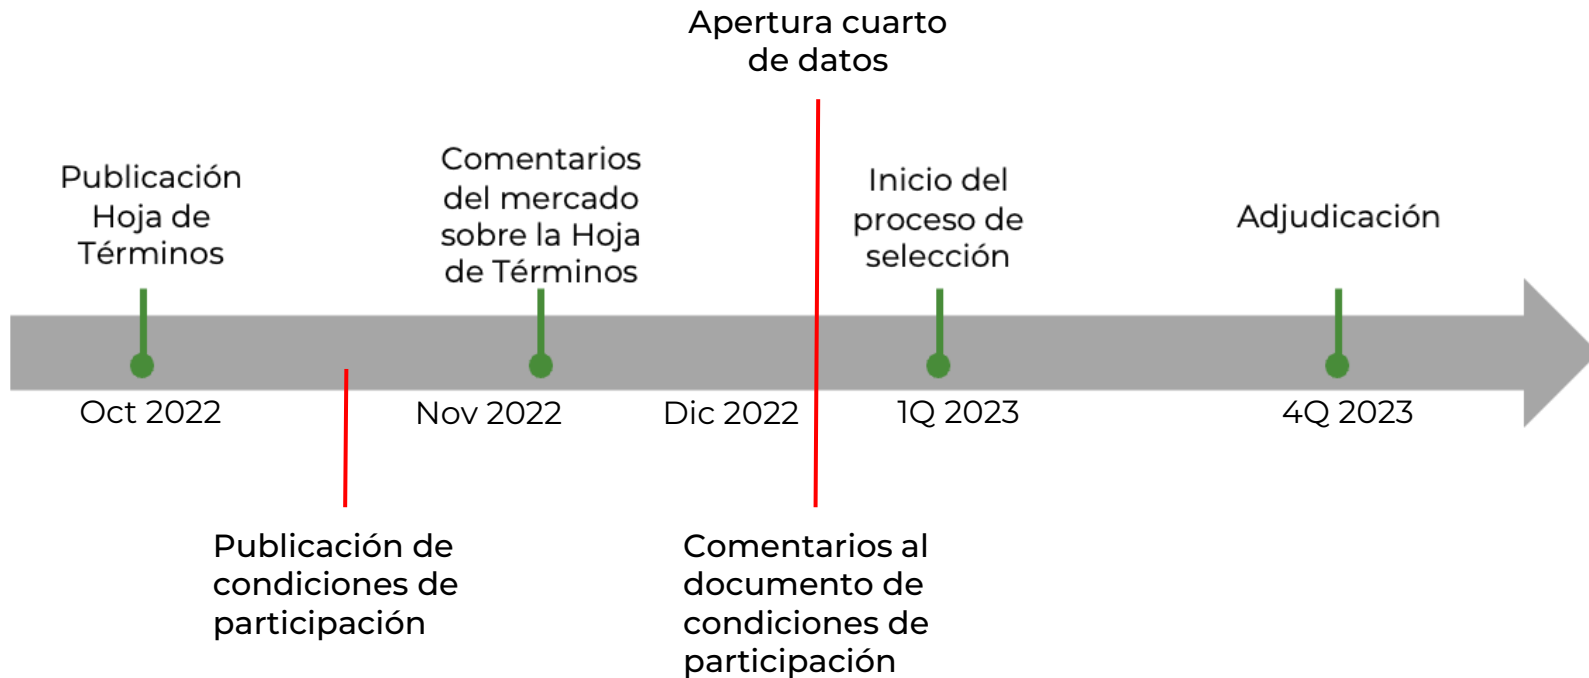 Apertura cuarto
de datos
Publicación
Hoja de
Términos
Comentarios
del mercado
sobre la Hoja
de Términos
Inicio del
proceso de
selección
Adjudicación
Oct 2022
Nov 2022
Dic 2022
1Q 2023
4Q 2023
Publicación de
condiciones de
participación
Comentarios al
documento de
condiciones de
participación